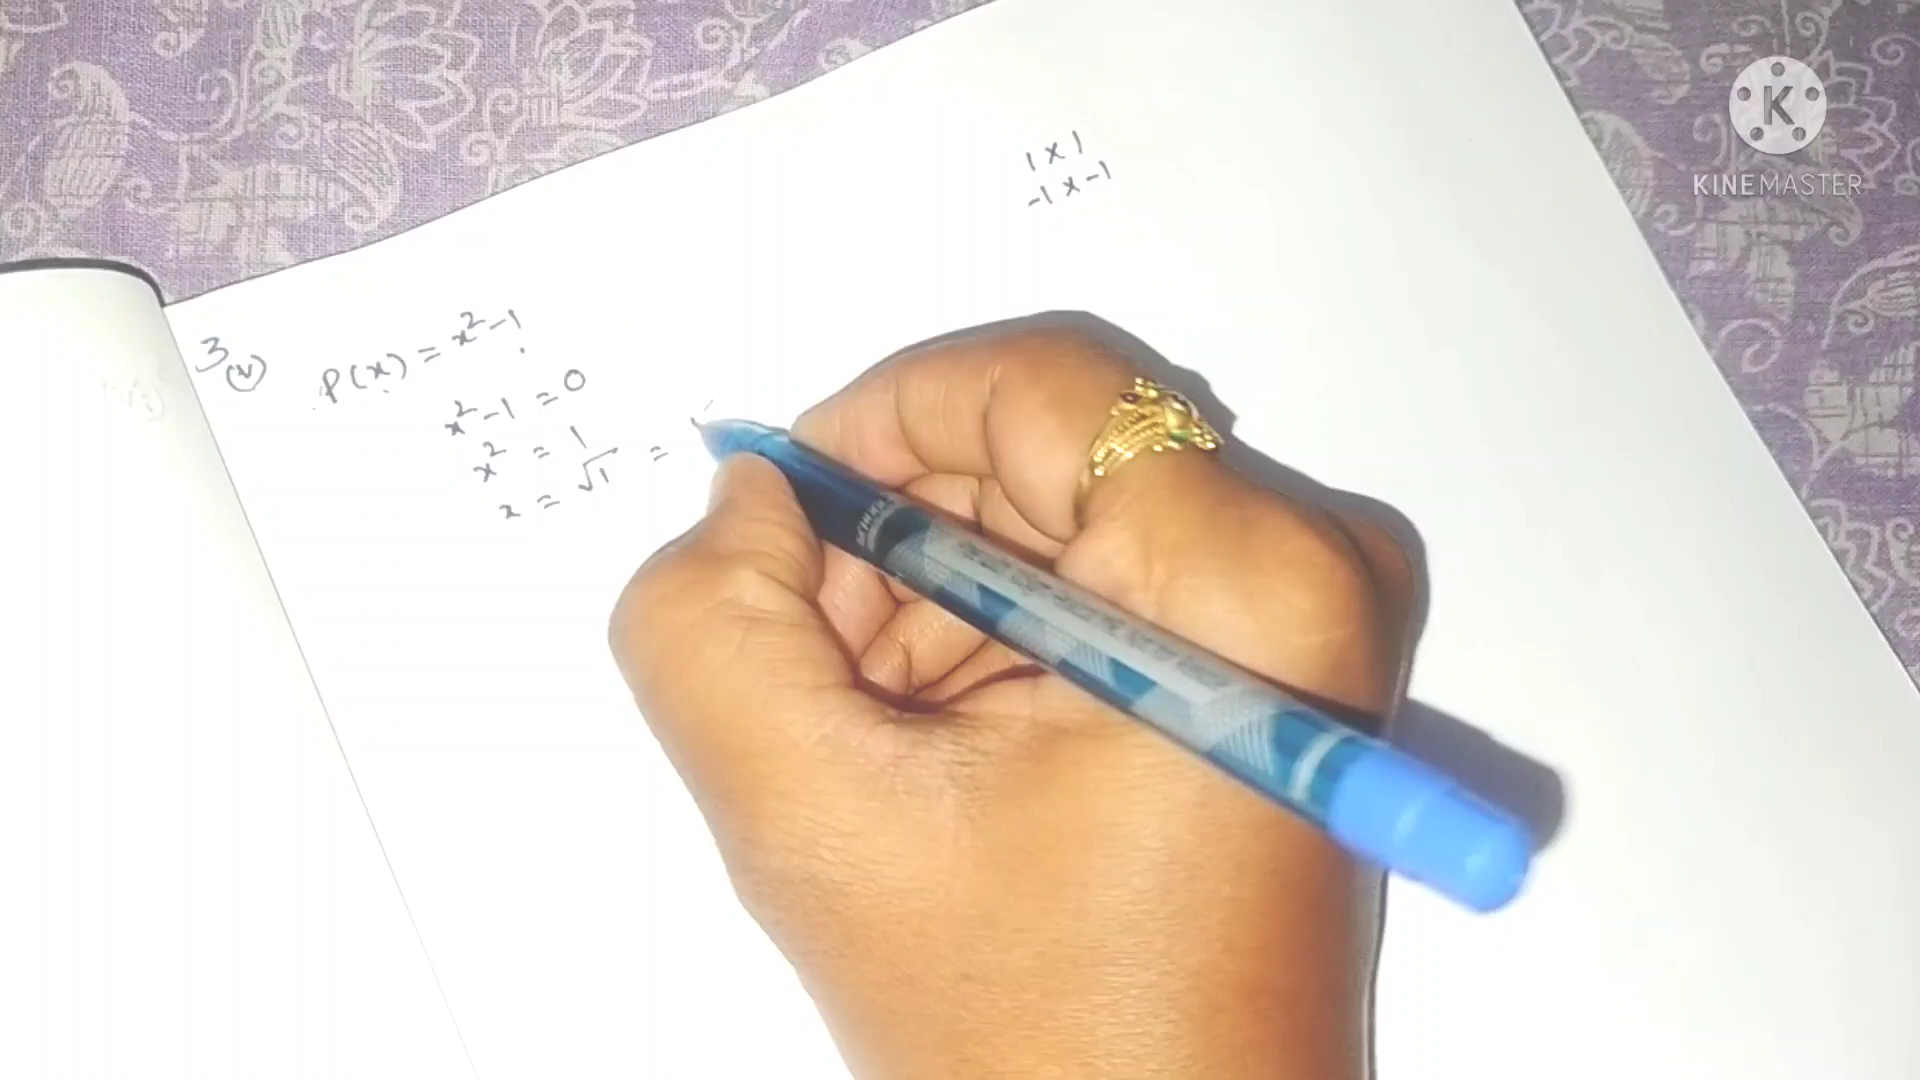 1 x 1
-1 x -1
3 (v) P(x) = x² - 1
x² - 1 = 0
x² = 1
x = √1 =
K
KINEMASTER